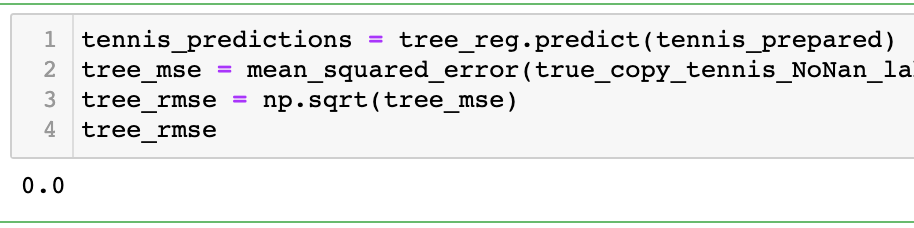 1 tennis_predictions = tree_reg.predict(tennis_prepared)
2 tree_mse = mean_squared_error(true_copy_tennis_NoNan_la
3 tree_rmse = np.sqrt(tree_mse)
4 tree_rmse
0.0